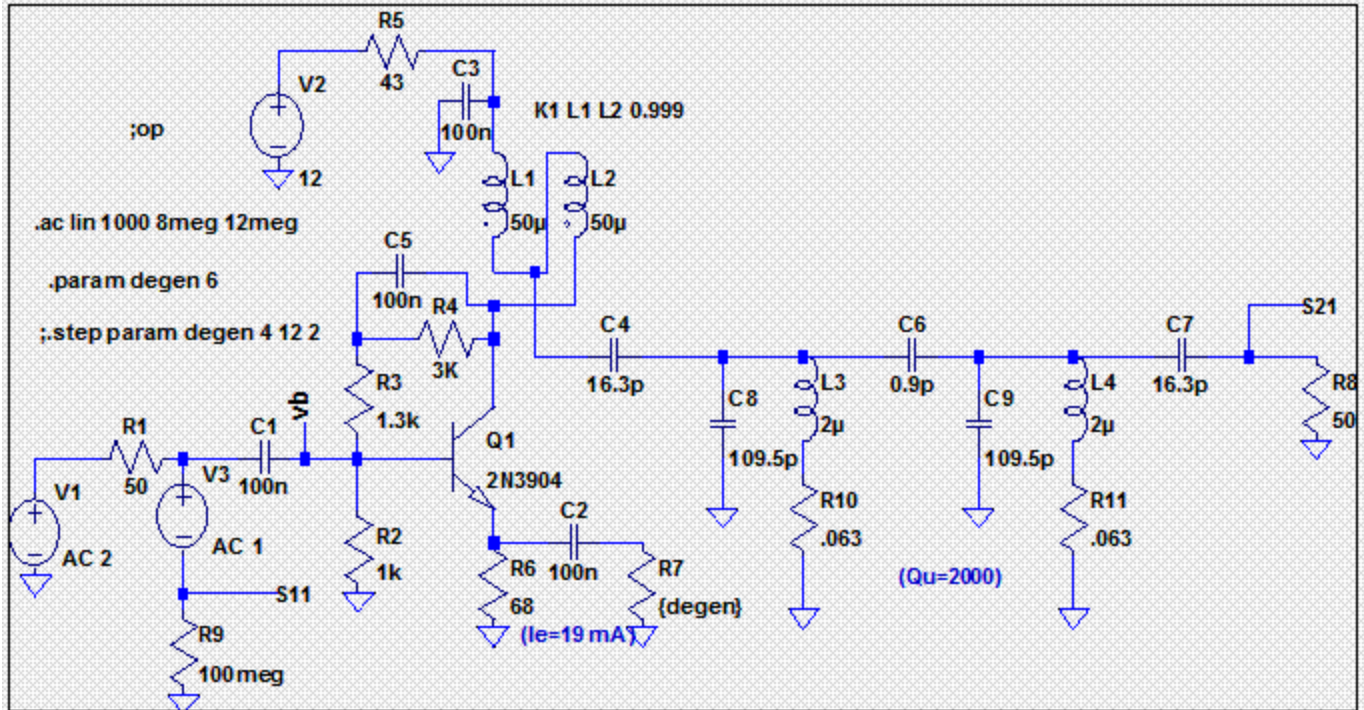 R5
43
V2
12
C3
100n
K1 L1 L2 0.999
;op
L1
50µ
L2
50µ
.ac lin 1000 8meg 12meg
C5
100n
.param degen 6
R4
3K
;.step param degen 4 12 2
R3
1.3k
C4
16.3p
C6
0.9p
C7
16.3p
S21
L3
2µ
L4
2µ
R8
50
C8
109.5p
C9
109.5p
vb
R1
50
C1
100n
V1
AC 2
V3
AC 1
Q1
2N3904
R2
1k
C2
100n
R10
.063
R11
.063
S11
R6
68
R7
{degen}
(Qu=2000)
(Ie=19 mA)
R9
100 meg